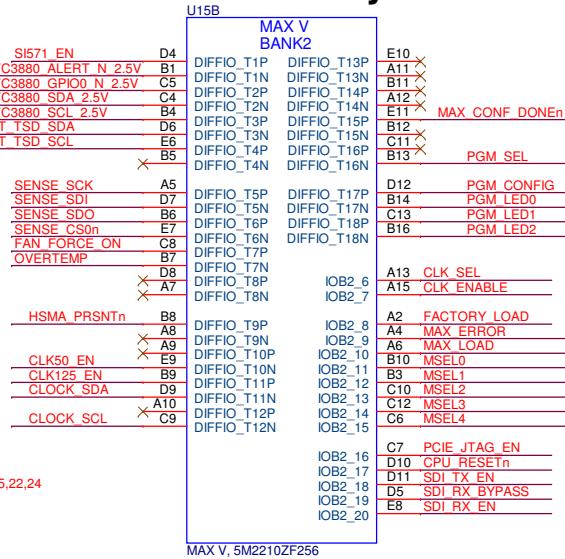 U15B
MAX V
BANK2
SI571_EN D4 DIFFIO_T1P DIFFIO_T13P E10
C3880_ALERT_N_2.5V B1 DIFFIO_T1N DIFFIO_T13N A11
C3880_GPIO0_N_2.5V C5 DIFFIO_T2P DIFFIO_T14P B11
C3880_SDA_2.5V C4 DIFFIO_T2N DIFFIO_T14N A12
C3880_SCL_2.5V B4 DIFFIO_T3P DIFFIO_T15P E11 MAX_CONF_DONEn
T_TSD_SDA D6 DIFFIO_T3N DIFFIO_T15N B12
T_TSD_SCL E6 DIFFIO_T4P DIFFIO_T16P C11
B5 DIFFIO_T4N DIFFIO_T16N B13 PGM_SEL
SENSE_SCK A5 DIFFIO_T5P DIFFIO_T17P D12 PGM_CONFIG
SENSE_SDI D7 DIFFIO_T5N DIFFIO_T17N B14 PGM_LED0
SENSE_SDO B6 DIFFIO_T6P DIFFIO_T18P C13 PGM_LED1
SENSE_CS0n E7 DIFFIO_T6N DIFFIO_T18N B16 PGM_LED2
FAN_FORCE_ON C8 DIFFIO_T7P
OVERTEMP B7 DIFFIO_T7N
D8 DIFFIO_T8P IOB2_6 A13 CLK_SEL
A7 DIFFIO_T8N IOB2_7 A15 CLK_ENABLE
HSMA_PRSNTn B8 DIFFIO_T9P IOB2_8 A2 FACTORY_LOAD
A8 DIFFIO_T9N IOB2_9 A4 MAX_ERROR
A9 DIFFIO_T10P IOB2_10 A6 MAX_LOAD
CLK50_EN E9 DIFFIO_T10N IOB2_11 B10 MSEL0
CLK125_EN B9 DIFFIO_T11P IOB2_12 B3 MSEL1
CLOCK_SDA D9 DIFFIO_T11N IOB2_13 C10 MSEL2
A10 DIFFIO_T12P IOB2_14 C12 MSEL3
CLOCK_SCL C9 DIFFIO_T12N IOB2_15 C6 MSEL4
IOB2_16 C7 PCIE_JTAG_EN
IOB2_17 D10 CPU_RESETn
IOB2_18 D11 SDI_TX_EN
IOB2_19 D5 SDI_RX_BYPASS
IOB2_20 E8 SDI_RX_EN
5,22,24
MAX V, 5M2210ZF256